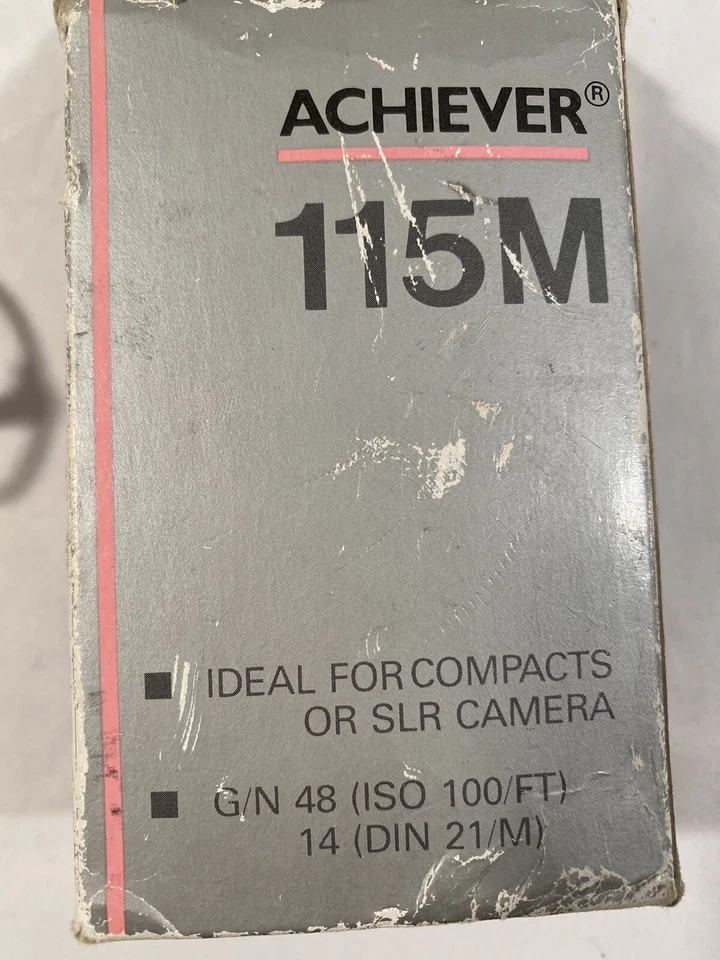 ACHIEVER®
115M
■ IDEAL FOR COMPACTS
OR SLR CAMERA
■ G/N 48 (ISO 100/FT)
14 (DIN 21/M)